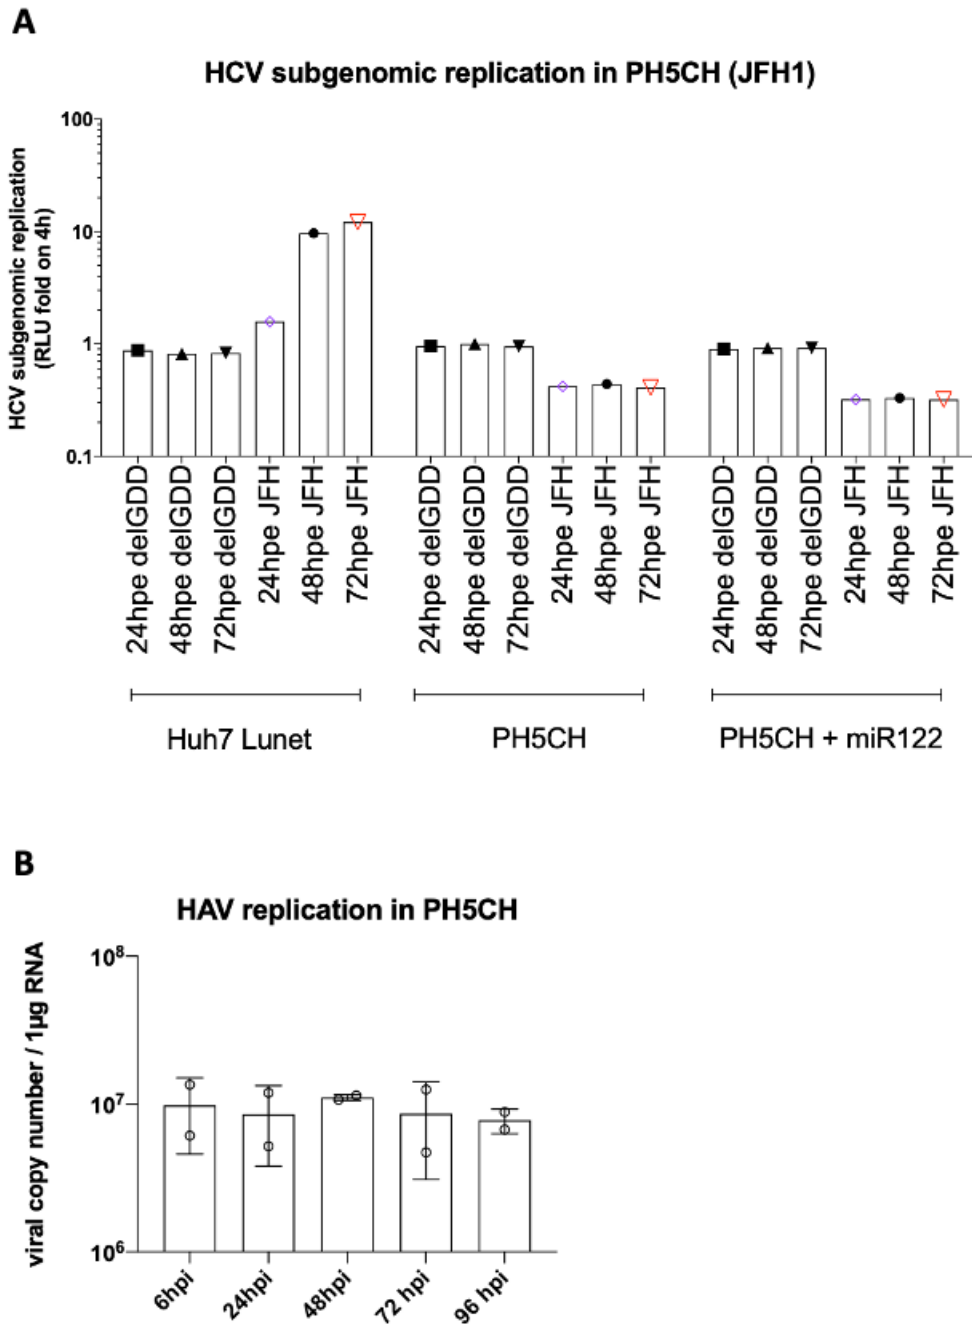 A
HCV subgenomic replication in PH5CH (JFH1)
HCV subgenomic replication
(RLU fold on 4h)
100
10
1
0.1
24hpe delGDD
48hpe delGDD
72hpe delGDD
24hpe JFH
48hpe JFH
72hpe JFH
24hpe delGDD
48hpe delGDD
72hpe delGDD
24hpe JFH
48hpe JFH
72hpe JFH
24hpe delGDD
48hpe delGDD
72hpe delGDD
24hpe JFH
48hpe JFH
72hpe JFH
Huh7 Lunet
PH5CH
PH5CH + miR122
B
HAV replication in PH5CH
viral copy number / 1µg RNA
10⁸
10⁷
10⁶
6hpi
24hpi
48hpi
72 hpi
96 hpi